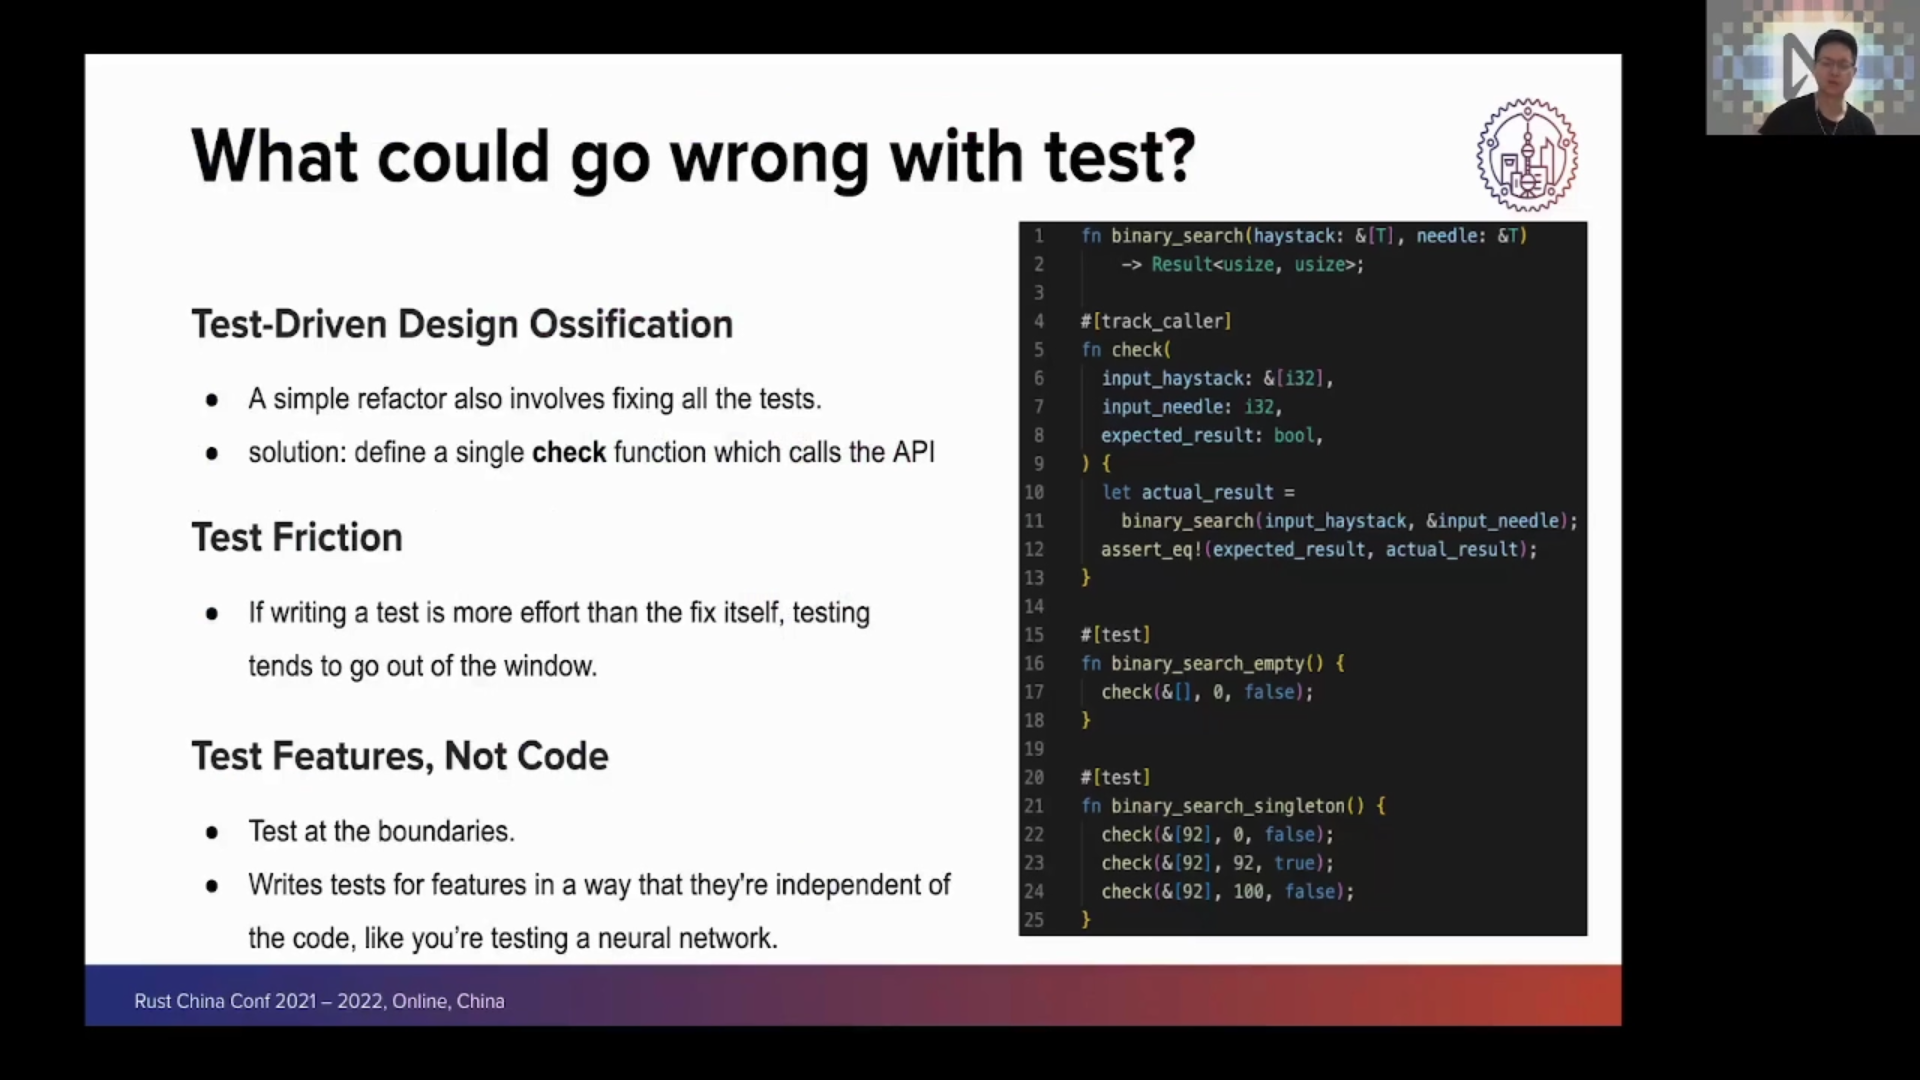 What could go wrong with test?
Test-Driven Design Ossification
● A simple refactor also involves fixing all the tests.
● solution: define a single check function which calls the API
Test Friction
● If writing a test is more effort than the fix itself, testing
tends to go out of the window.
Test Features, Not Code
● Test at the boundaries.
● Writes tests for features in a way that they're independent of
the code, like you’re testing a neural network.
1 fn binary_search(haystack: &[T], needle: &T)
2 -> Result<usize, usize>;
3
4 #[track_caller]
5 fn check(
6 input_haystack: &[i32],
7 input_needle: i32,
8 expected_result: bool,
9 ) {
10 let actual_result =
11 binary_search(input_haystack, &input_needle);
12 assert_eq!(expected_result, actual_result);
13 }
14
15 #[test]
16 fn binary_search_empty() {
17 check(&[], 0, false);
18 }
19
20 #[test]
21 fn binary_search_singleton() {
22 check(&[92], 0, false);
23 check(&[92], 92, true);
24 check(&[92], 100, false);
25 }
Rust China Conf 2021 – 2022, Online, China